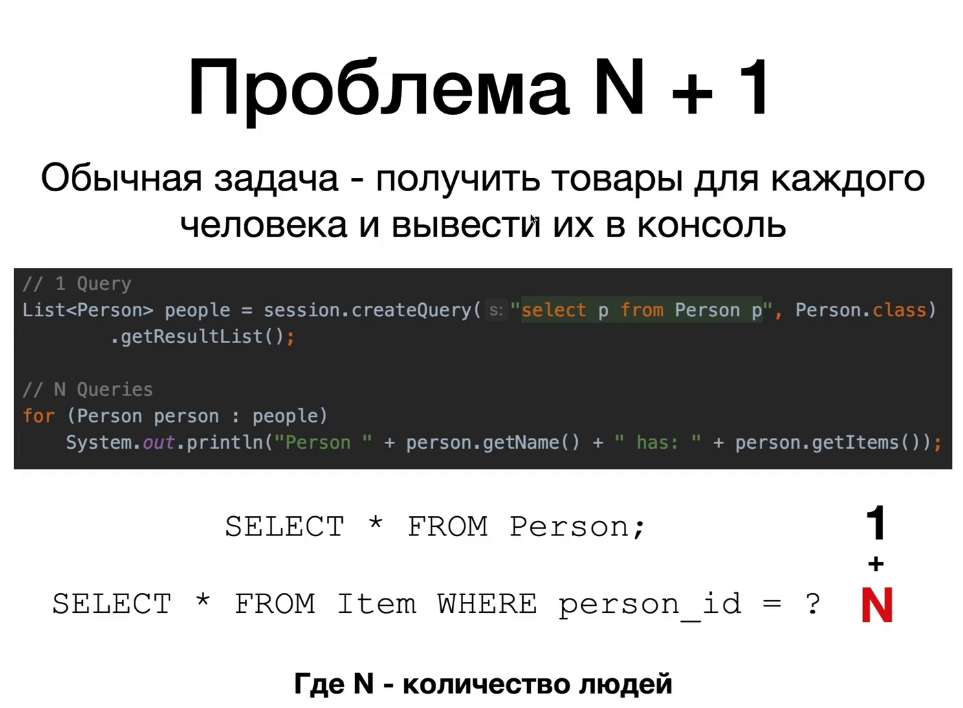 Проблема N + 1
Обычная задача - получить товары для каждого
человека и вывести их в консоль
// 1 Query
List<Person> people = session.createQuery( s: "select p from Person p", Person.class)
.getResultList();
// N Queries
for (Person person : people)
System.out.println("Person " + person.getName() + " has: " + person.getItems());
SELECT * FROM Person;
1
+
SELECT * FROM Item WHERE person_id = ?
N
Где N - количество людей